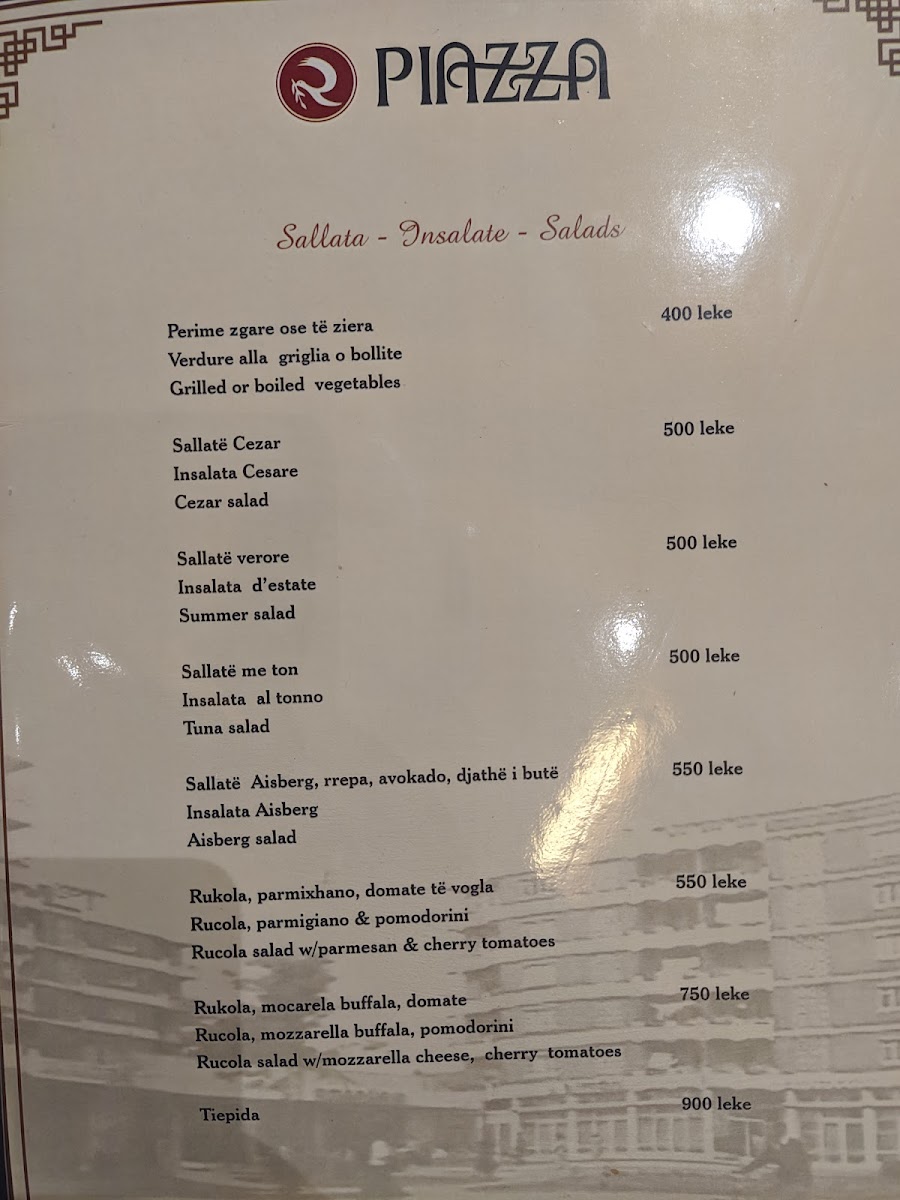 PIAZZA
Sallata - Insalate - Salads
Perime zgare ose të ziera 400 leke
Verdure alla griglia o bollite
Grilled or boiled vegetables
Sallatë Cezar 500 leke
Insalata Cesare
Cezar salad
Sallatë verore 500 leke
Insalata d'estate
Summer salad
Sallatë me ton 500 leke
Insalata al tonno
Tuna salad
Sallatë Aisberg, rrepa, avokado, djathë i butë 550 leke
Insalata Aisberg
Aisberg salad
Rukola, parmixhano, domate të vogla 550 leke
Rucola, parmigiano & pomodorini
Rucola salad w/parmesan & cherry tomatoes
Rukola, mocarela buffala, domate 750 leke
Rucola, mozzarella buffala, pomodorini
Rucola salad w/mozzarella cheese, cherry tomatoes
Tiepida 900 leke